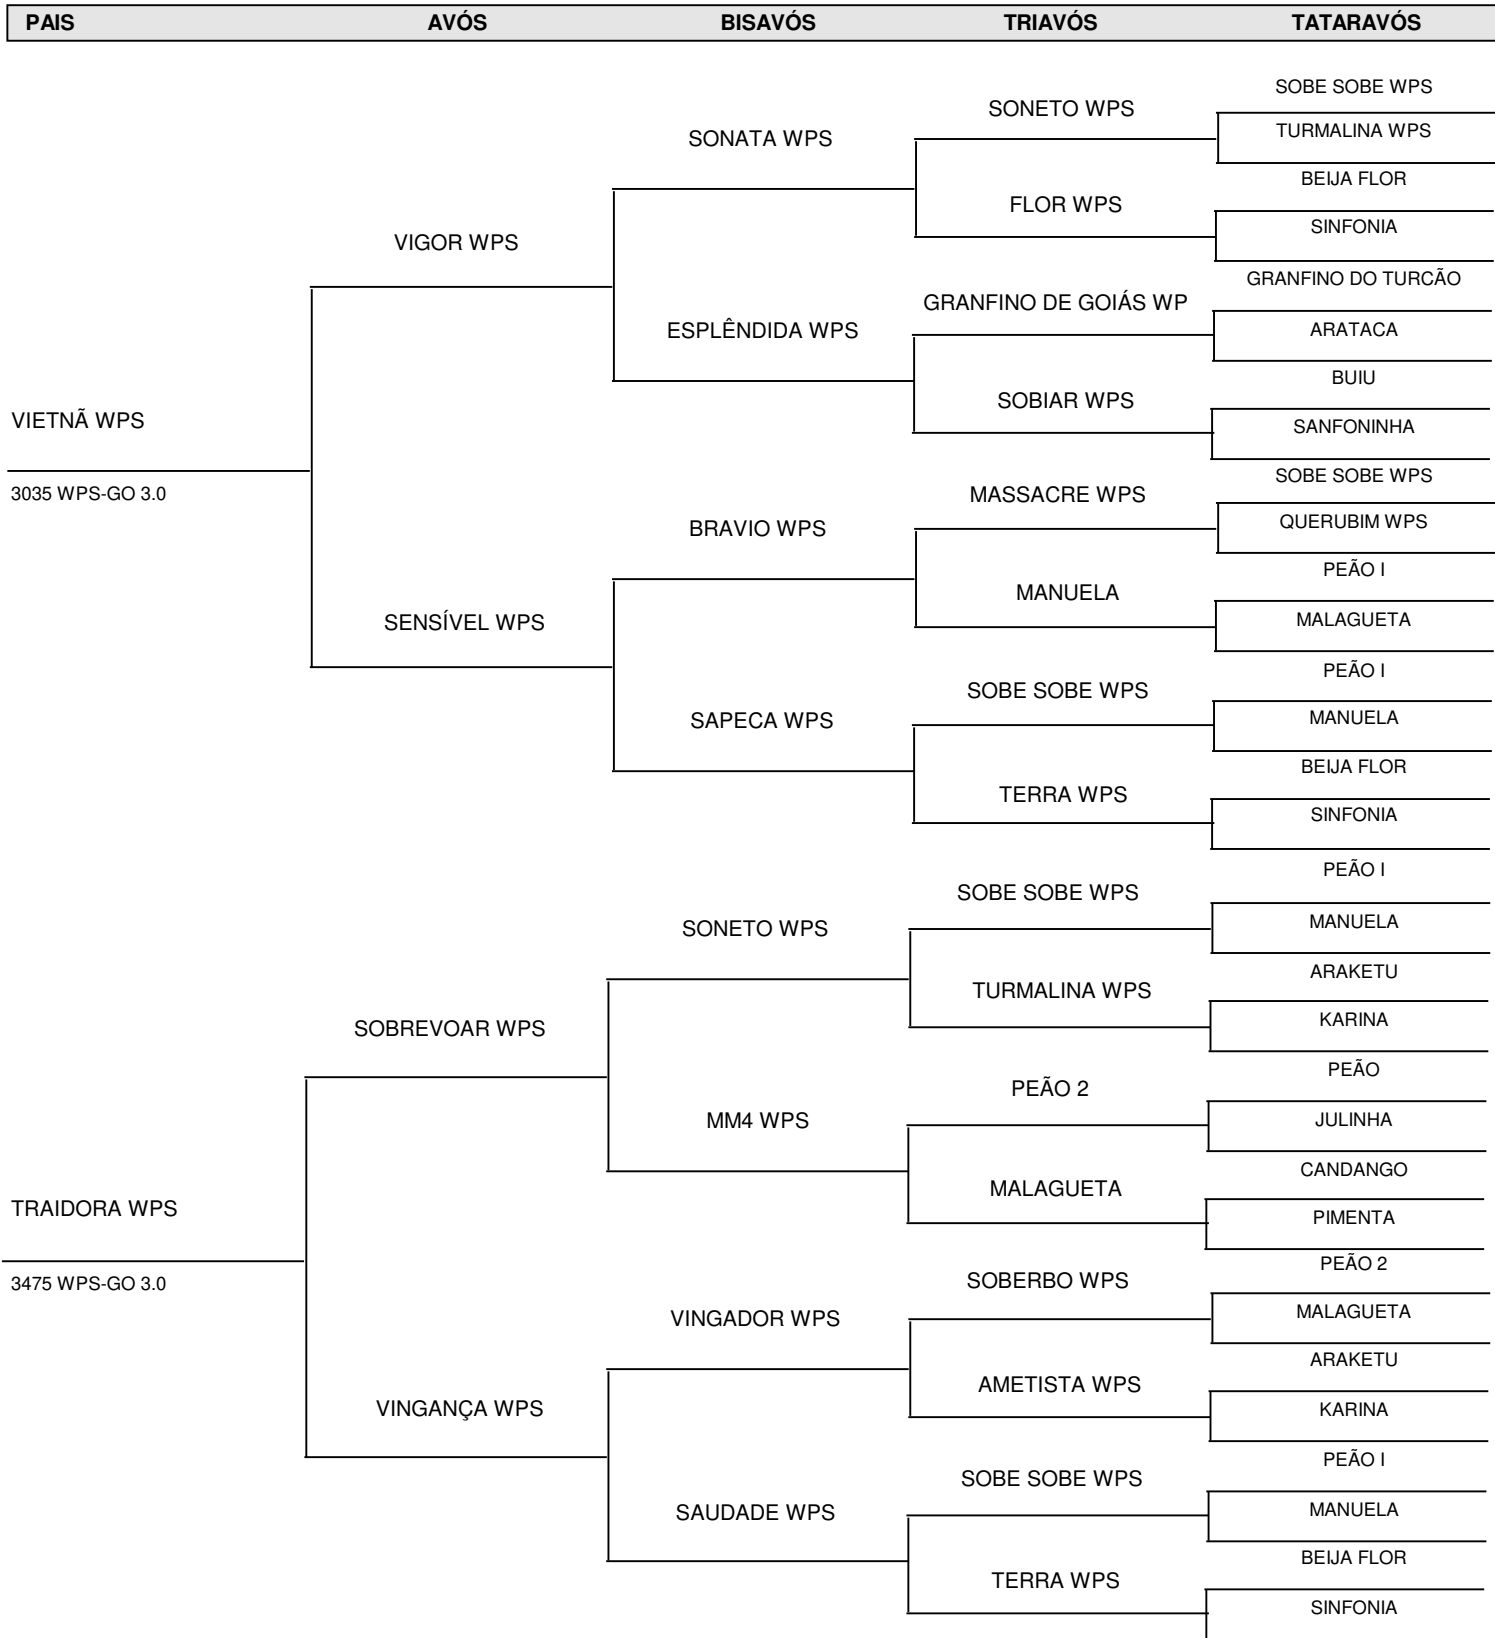 PAIS AVÓS BISAVÓS TRIAVÓS TATARAVÓS
SOBE SOBE WPS
SONETO WPS
TURMALINA WPS
SONATA WPS
BEIJA FLOR
FLOR WPS
SINFONIA
VIGOR WPS
GRANFINO DO TURCÃO
GRANFINO DE GOIÁS WP
ESPLÊNDIDA WPS
ARATACA
BUIU
SOBIAR WPS
VIETNÃ WPS
SANFONINHA
SOBE SOBE WPS
3035 WPS-GO 3.0
MASSACRE WPS
QUERUBIM WPS
BRAVIO WPS
PEÃO I
MANUELA
MALAGUETA
SENSÍVEL WPS
PEÃO I
SOBE SOBE WPS
MANUELA
SAPECA WPS
BEIJA FLOR
TERRA WPS
SINFONIA
PEÃO I
SOBE SOBE WPS
MANUELA
SONETO WPS
ARAKETU
TURMALINA WPS
KARINA
SOBREVOAR WPS
PEÃO
PEÃO 2
MM4 WPS
JULINHA
CANDANGO
MALAGUETA
TRAIDORA WPS
PIMENTA
PEÃO 2
3475 WPS-GO 3.0
SOBERBO WPS
MALAGUETA
VINGADOR WPS
ARAKETU
AMETISTA WPS
KARINA
VINGANÇA WPS
PEÃO I
SOBE SOBE WPS
MANUELA
SAUDADE WPS
BEIJA FLOR
TERRA WPS
SINFONIA